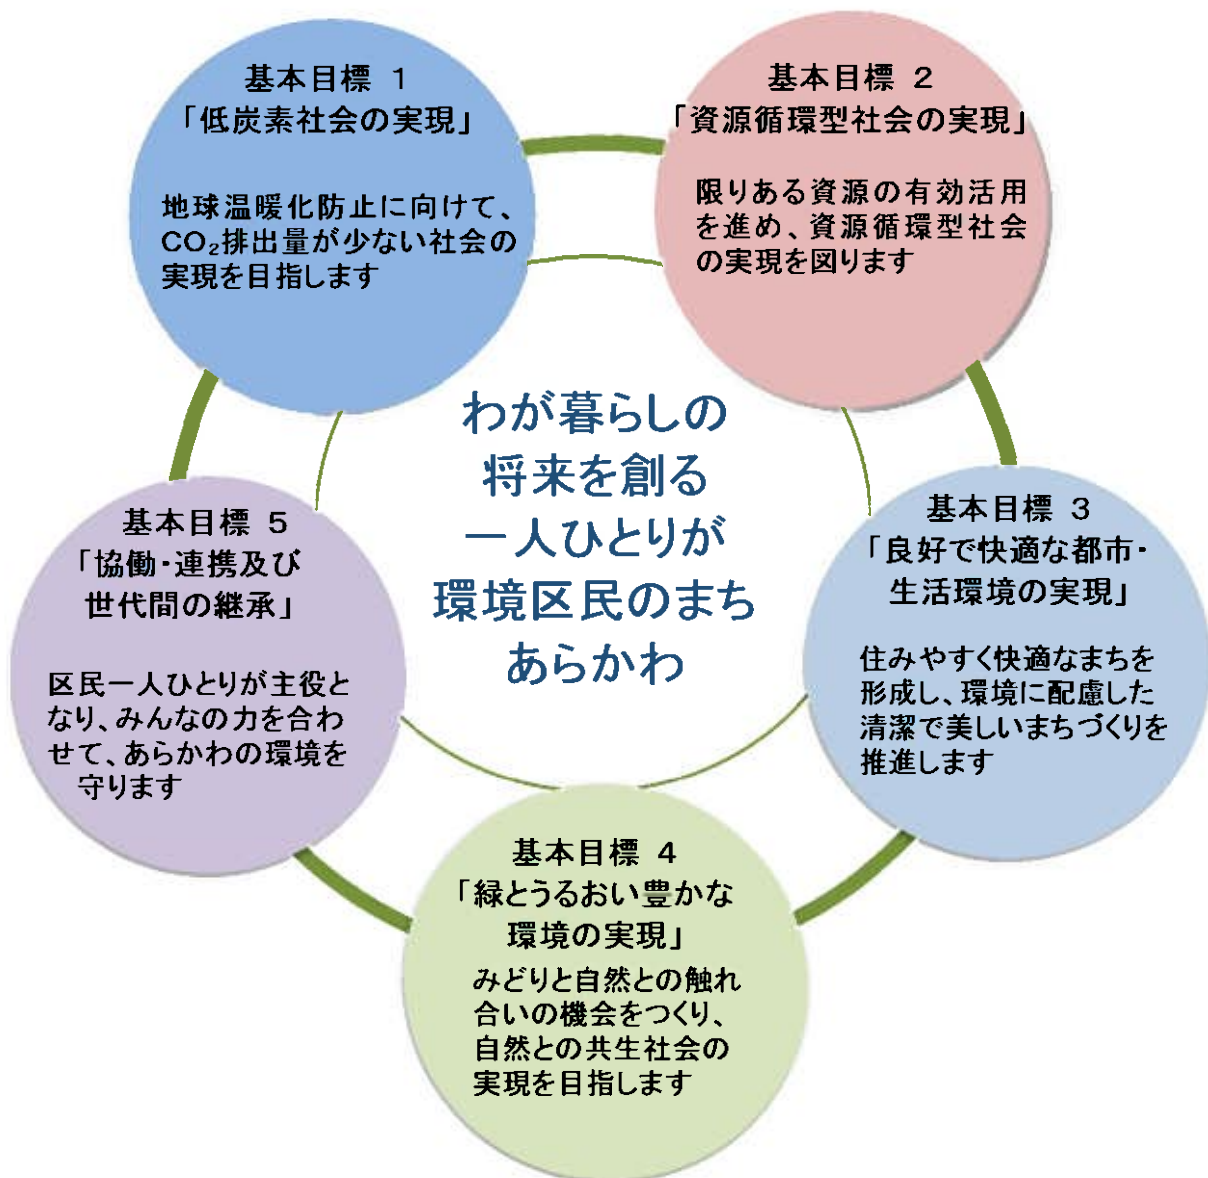 基本目標 1
「低炭素社会の実現」
地球温暖化防止に向けて、
CO₂排出量が少ない社会の
実現を目指します
基本目標 2
「資源循環型社会の実現」
限りある資源の有効活用
を進め、資源循環型社会
の実現を図ります
わが暮らしの
将来を創る
一人ひとりが
環境区民のまち
あらかわ
基本目標 3
「良好で快適な都市・
生活環境の実現」
住みやすく快適なまちを
形成し、環境に配慮した
清潔で美しいまちづくりを
推進します
基本目標 4
「緑とうるおい豊かな
環境の実現」
みどりと自然との触れ
合いの機会をつくり、
自然との共生社会の
実現を目指します
基本目標 5
「協働・連携及び
世代間の継承」
区民一人ひとりが主役と
なり、みんなの力を合わ
せて、あらかわの環境を
守ります